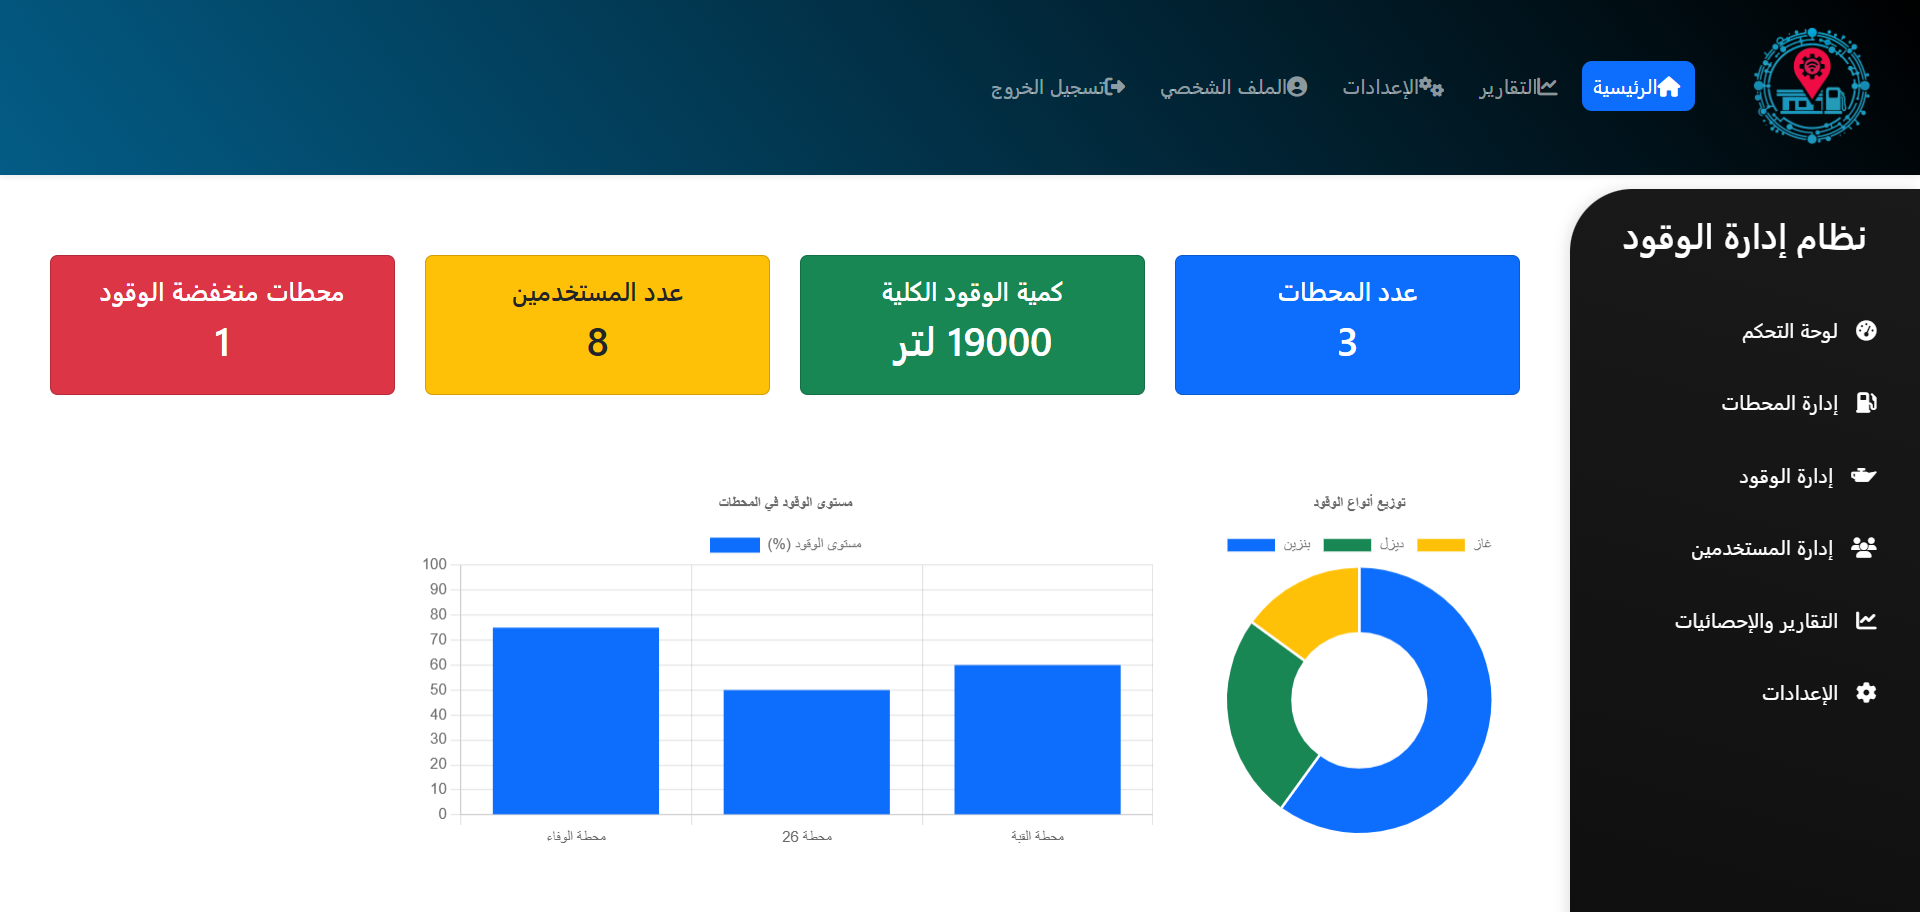 الرئيسية
التقارير
الإعدادات
الملف الشخصي
تسجيل الخروج
نظام إدارة الوقود
لوحة التحكم
إدارة المحطات
إدارة الوقود
إدارة المستخدمين
التقارير والإحصائيات
الإعدادات
عدد المحطات
3
كمية الوقود الكلية
19000 لتر
عدد المستخدمين
8
محطات منخفضة الوقود
1
توزيع أنواع الوقود
بنزين
ديزل
غاز
مستوى الوقود في المحطات
مستوى الوقود (%)
100
90
80
70
60
50
40
30
20
10
0
محطة الوفاء
محطة 26
محطة القبة